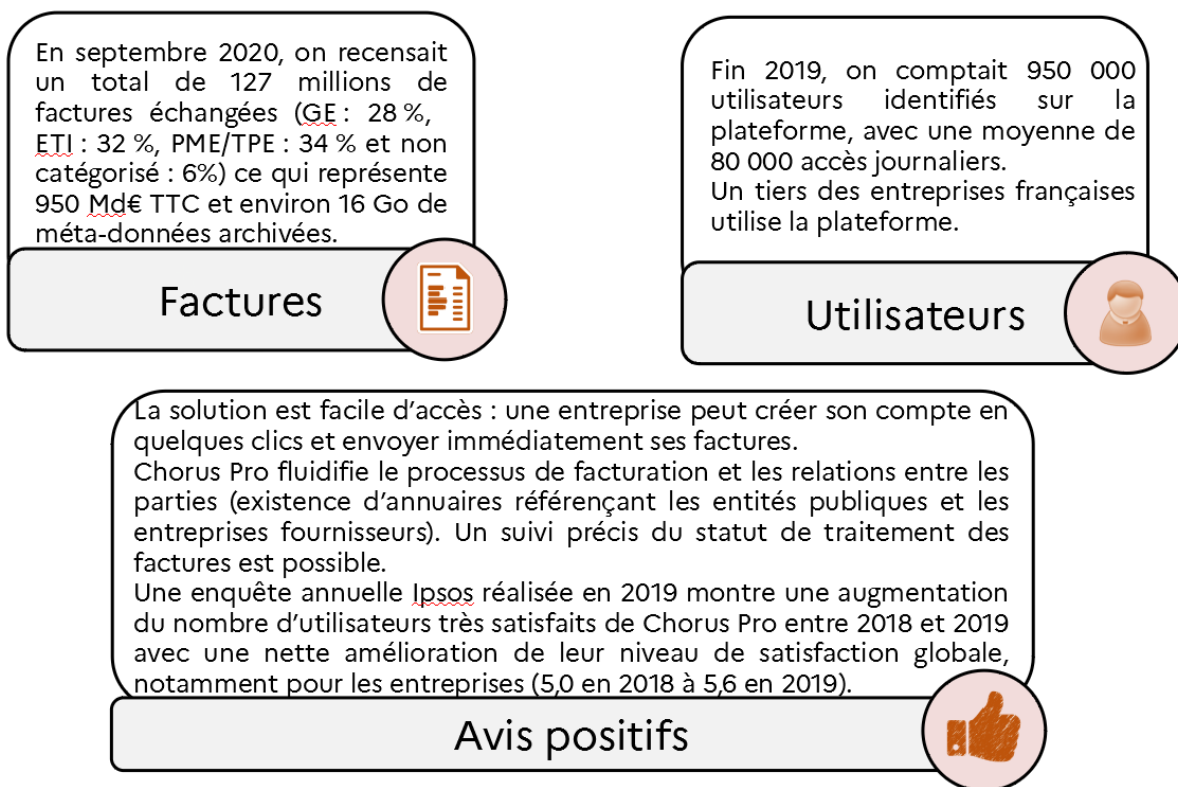 En septembre 2020, on recensait
un total de 127 millions de
factures échangées (GE : 28 %,
ETI : 32 %, PME/TPE : 34 % et non
catégorisé : 6%) ce qui représente
950 Md€ TTC et environ 16 Go de
méta-données archivées.
Factures
Fin 2019, on comptait 950 000
utilisateurs identifiés sur la
plateforme, avec une moyenne de
80 000 accès journaliers.
Un tiers des entreprises françaises
utilise la plateforme.
Utilisateurs
La solution est facile d'accès : une entreprise peut créer son compte en
quelques clics et envoyer immédiatement ses factures.
Chorus Pro fluidifie le processus de facturation et les relations entre les
parties (existence d'annuaires référençant les entités publiques et les
entreprises fournisseurs). Un suivi précis du statut de traitement des
factures est possible.
Une enquête annuelle Ipsos réalisée en 2019 montre une augmentation
du nombre d'utilisateurs très satisfaits de Chorus Pro entre 2018 et 2019
avec une nette amélioration de leur niveau de satisfaction globale,
notamment pour les entreprises (5,0 en 2018 à 5,6 en 2019).
Avis positifs